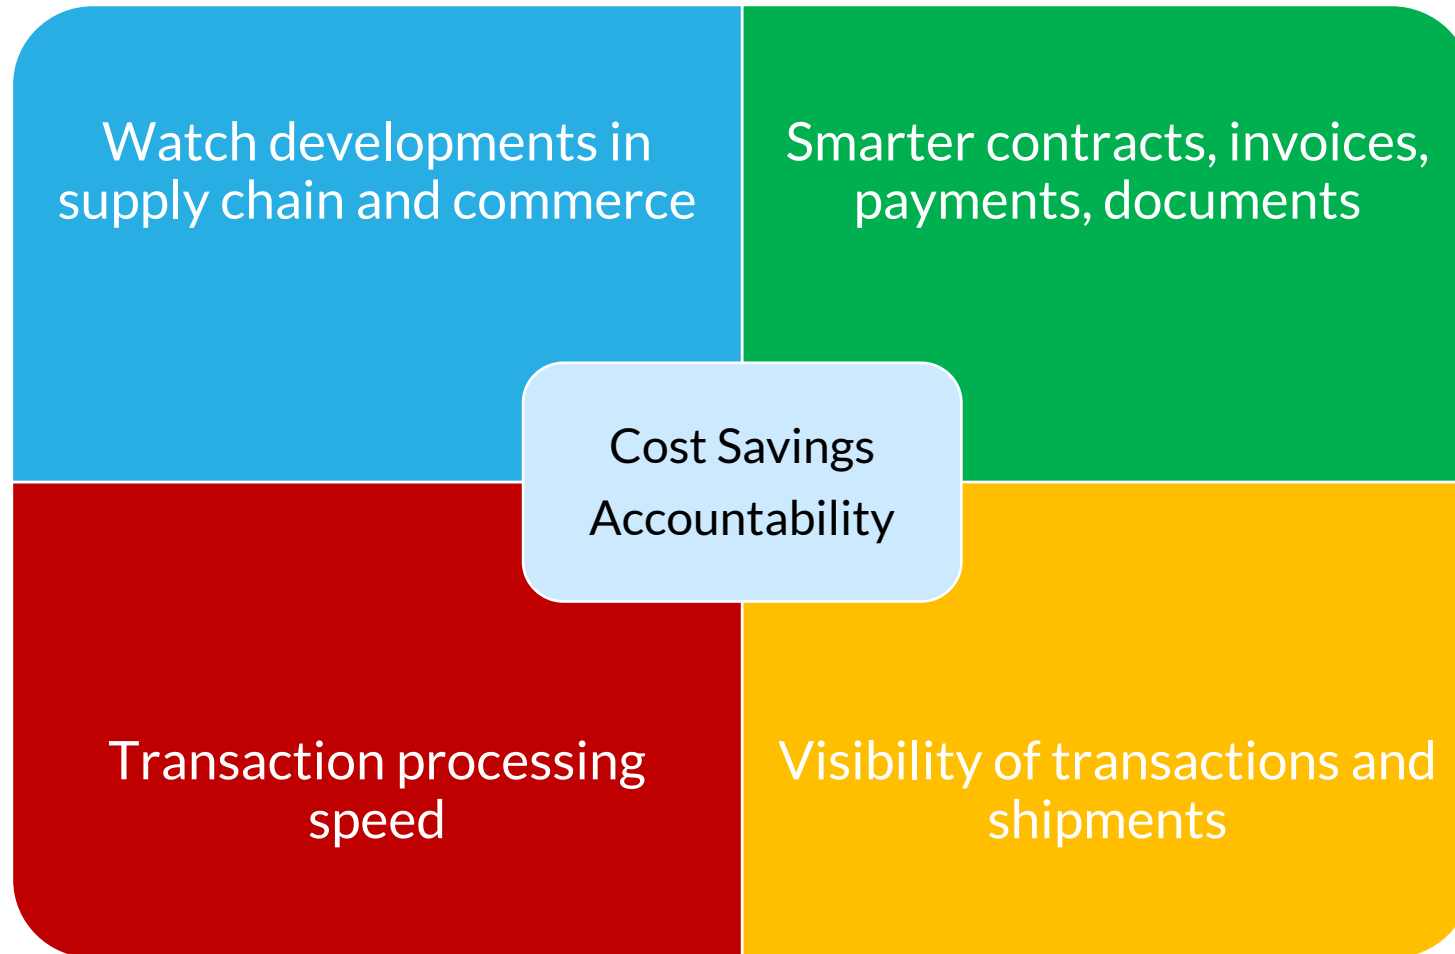 Watch developments in
supply chain and commerce
Smarter contracts, invoices,
payments, documents
Cost Savings
Accountability
Transaction processing
speed
Visibility of transactions and
shipments